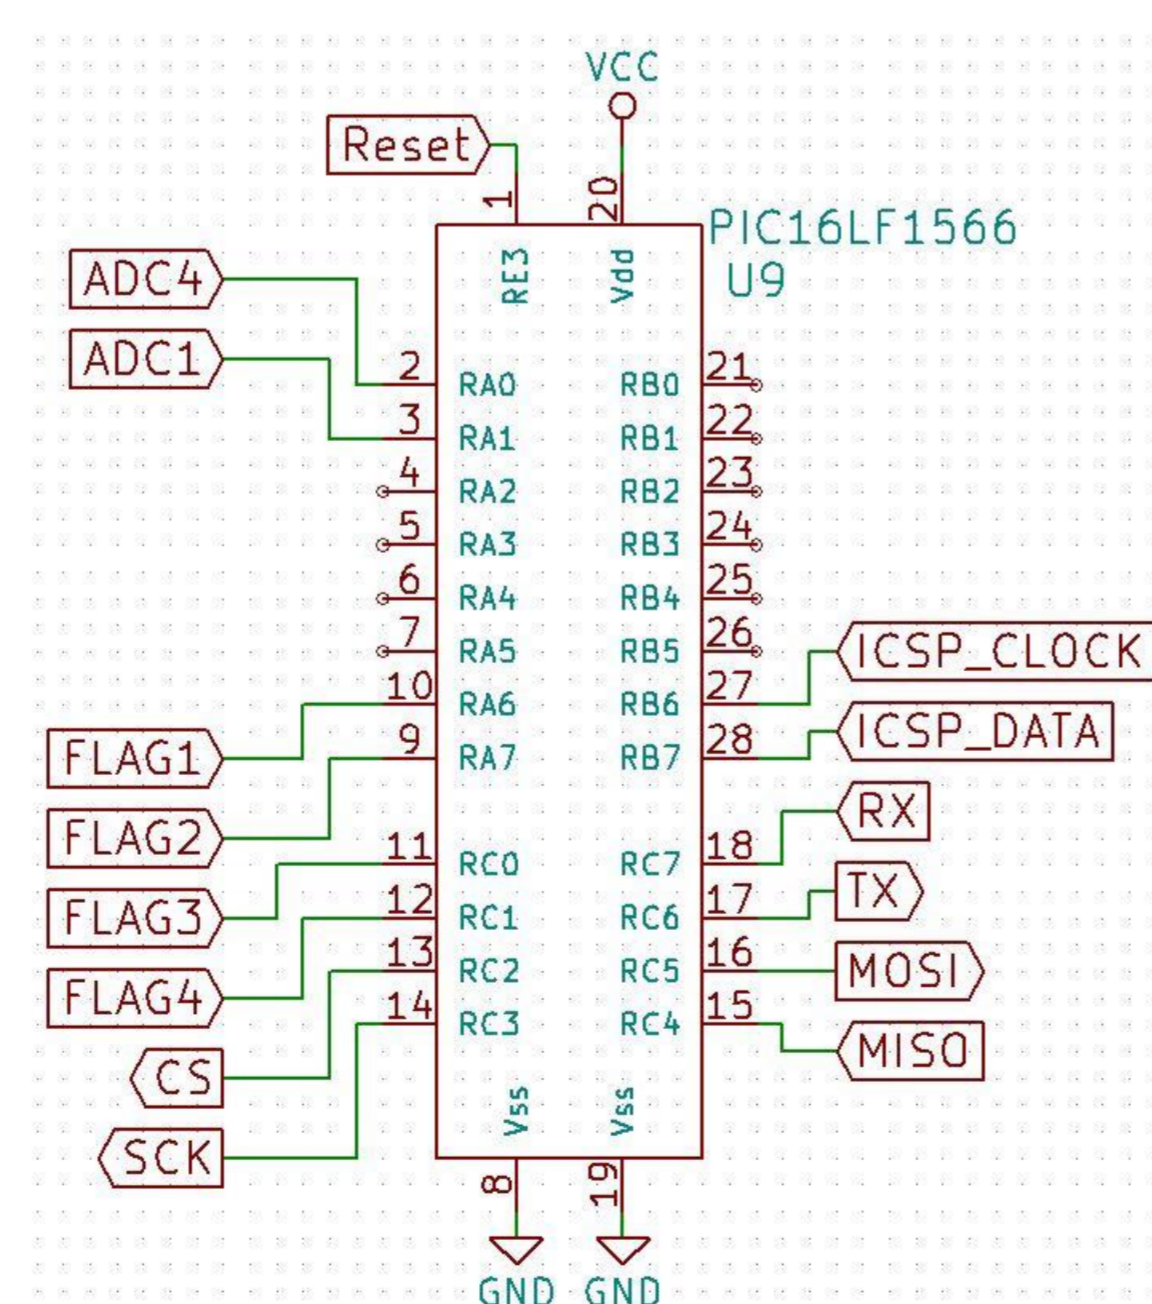 VCC
Reset
1
20
PIC16LF1566
U9
RE3
Vdd
ADC4
ADC1
2 RA0 RB0 21
3 RA1 RB1 22
4 RA2 RB2 23
5 RA3 RB3 24
6 RA4 RB4 25
7 RA5 RB5 26
ICSP_CLOCK
10 RA6 RB6 27
ICSP_DATA
FLAG1
9 RA7 RB7 28
RX
FLAG2
11 RC0 RC7 18
TX
FLAG3
12 RC1 RC6 17
13 RC2 RC5 16
MOSI
FLAG4
14 RC3 RC4 15
MISO
CS
SCK
Vss
Vss
8
19
GND GND